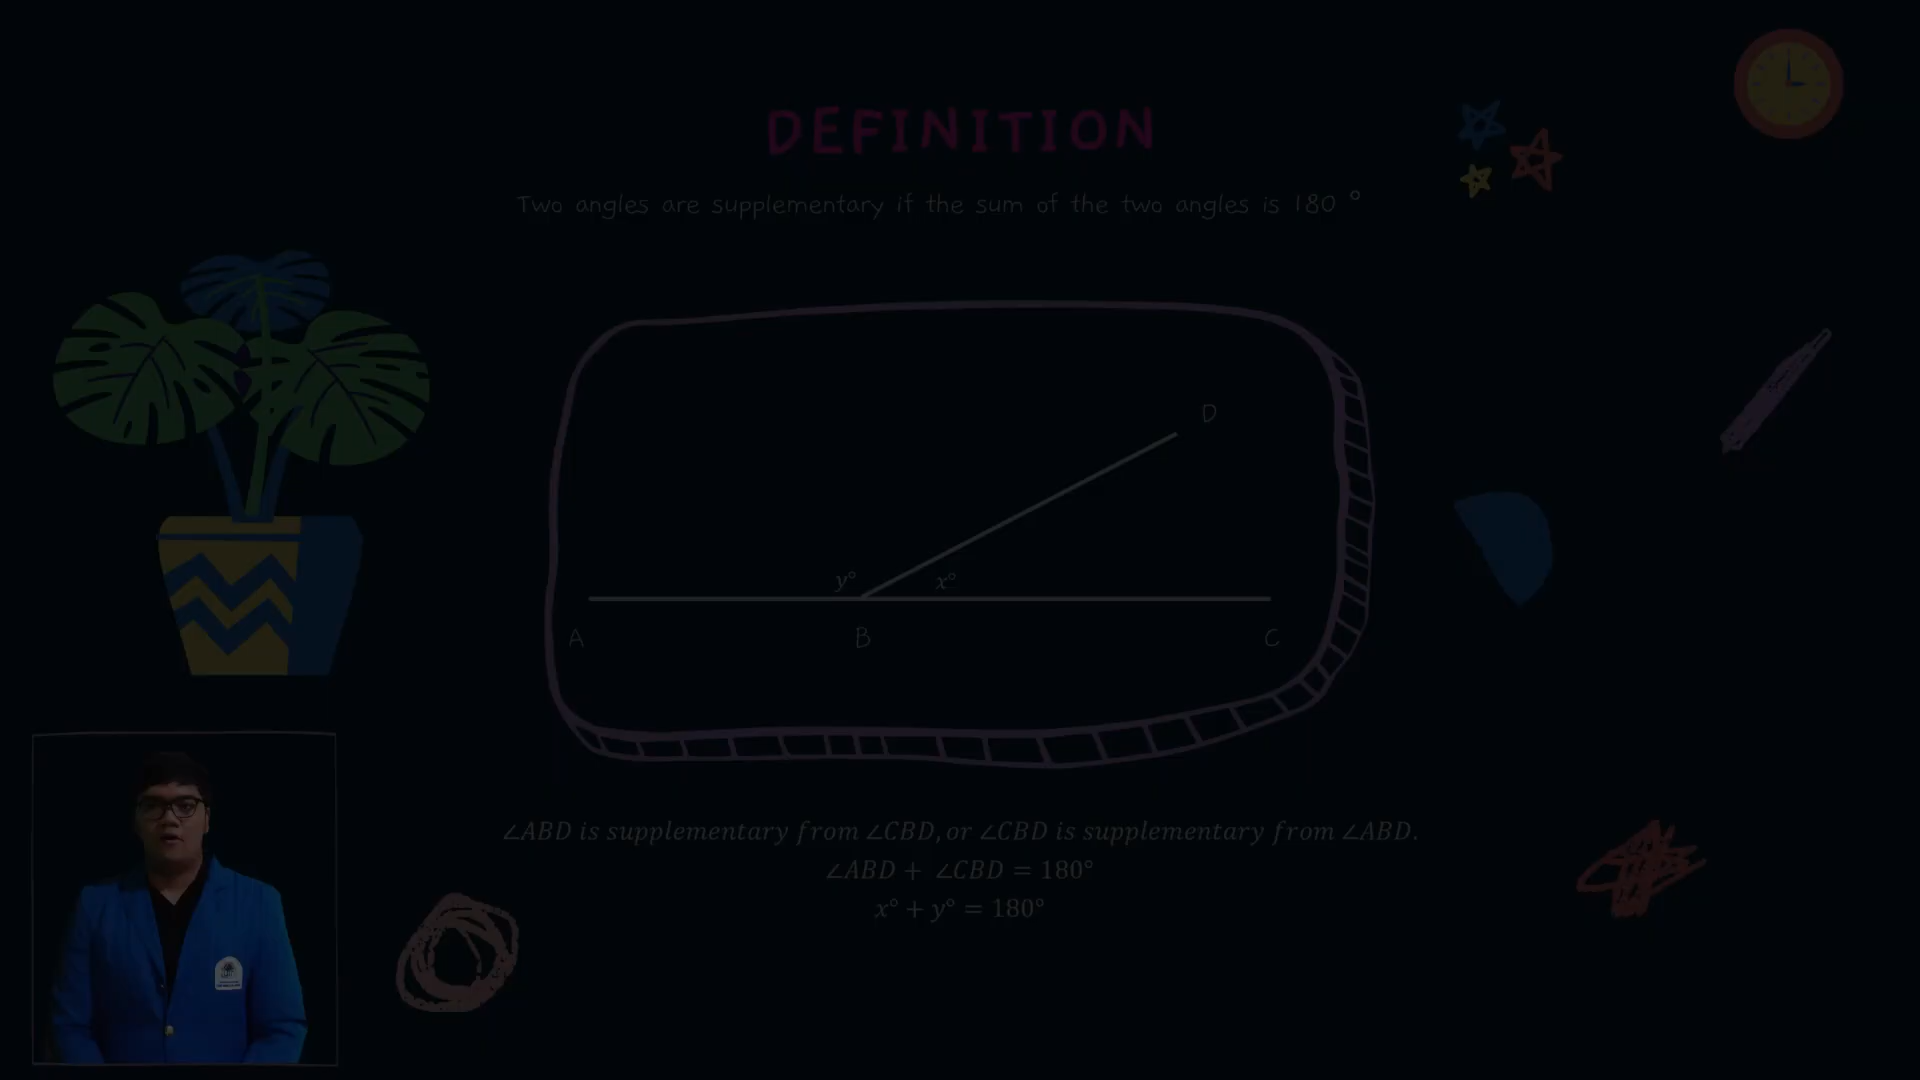 DEFINITION
Two angles are supplementary if the sum of the two angles is 180 °
D
y° x°
A B C
∠ABD is supplementary from ∠CBD, or ∠CBD is supplementary from ∠ABD.
∠ABD + ∠CBD = 180°
x° + y° = 180°